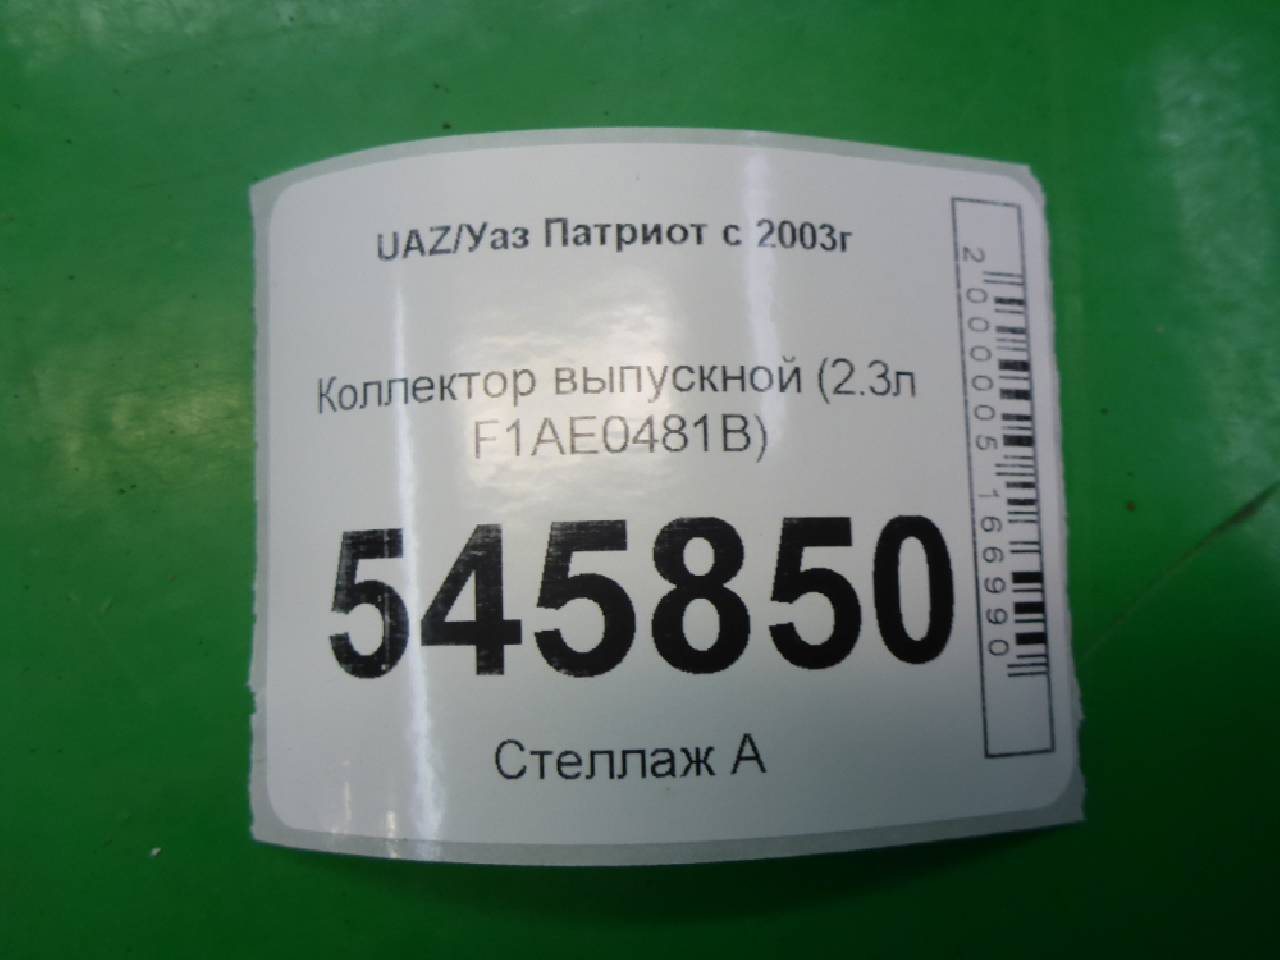 UAZ/Уаз Патриот с 2003г
Коллектор выпускной (2.3л
F1AE0481B)
545850
Стеллаж А
2000005166990